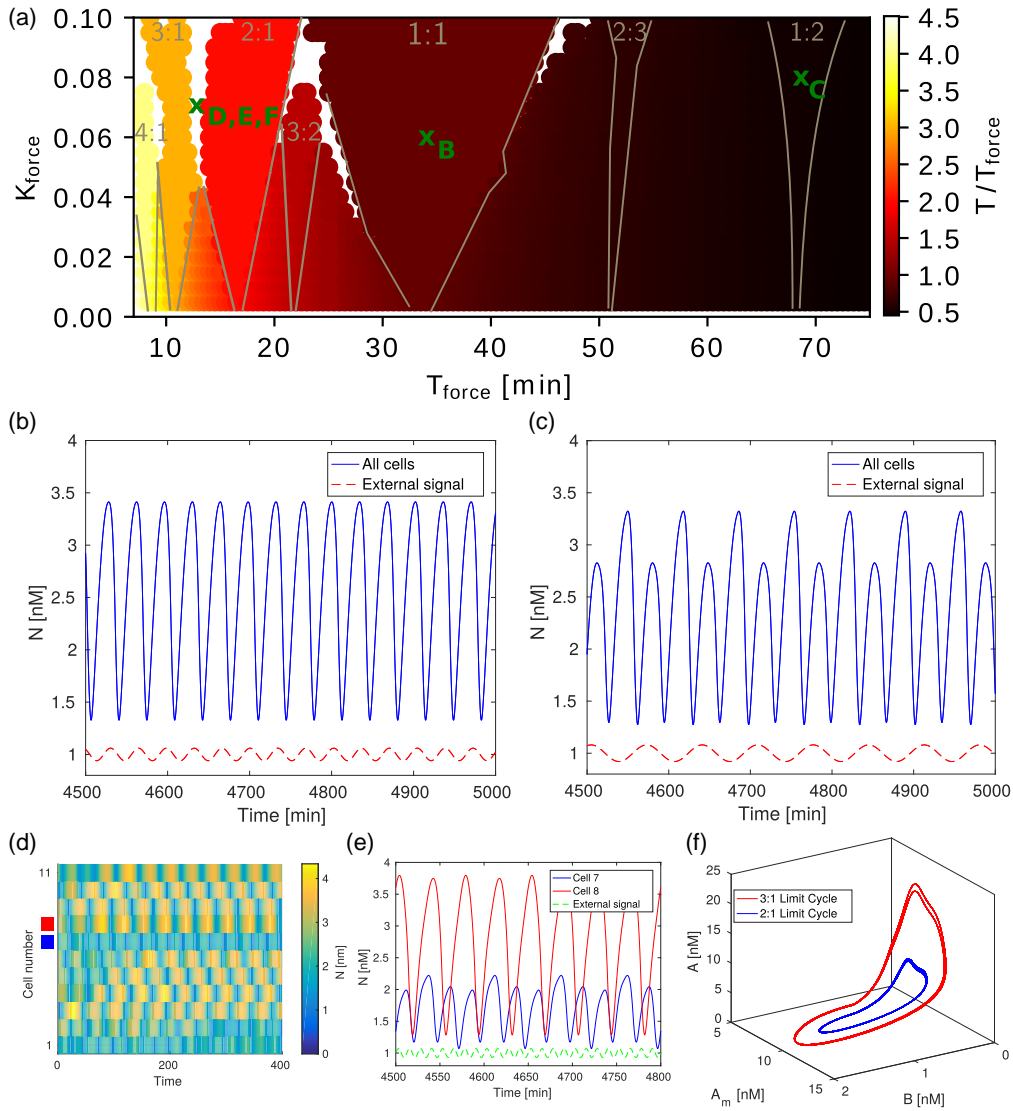 (a)
3:1
2:1
1:1
2:3
1:2
4:1
3:2
x D,E,F
x B
x C
0.10
0.08
0.06
0.04
0.02
0.00
K force
10
20
30
40
50
60
70
T force [min]
4.5
4.0
3.5
3.0
2.5
2.0
1.5
1.0
0.5
T/T force
(b)
4
3.5
3
2.5
2
1.5
1
N [nM]
All cells
External signal
4500
4600
4700
4800
4900
5000
Time [min]
(c)
4
3.5
3
2.5
2
1.5
1
N [nM]
All cells
External signal
4500
4600
4700
4800
4900
5000
Time [min]
(d)
11
1
Cell number
0
200
400
Time
4
3
2
1
0
N [nm]
(e)
4
3.5
3
2.5
2
1.5
1
N [nM]
Cell 7
Cell 8
External signal
4500
4550
4600
4650
4700
4750
4800
Time [min]
(f)
25
20
15
10
5
0
A [nM]
3:1 Limit Cycle
2:1 Limit Cycle
5
10
15
A m [nM]
2
1
0
B [nM]